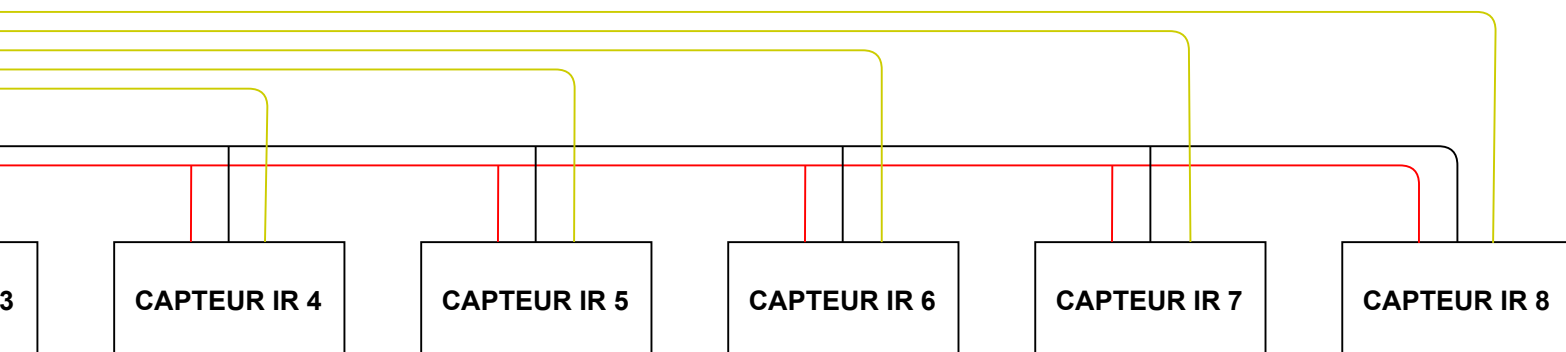 3
CAPTEUR IR 4
CAPTEUR IR 5
CAPTEUR IR 6
CAPTEUR IR 7
CAPTEUR IR 8